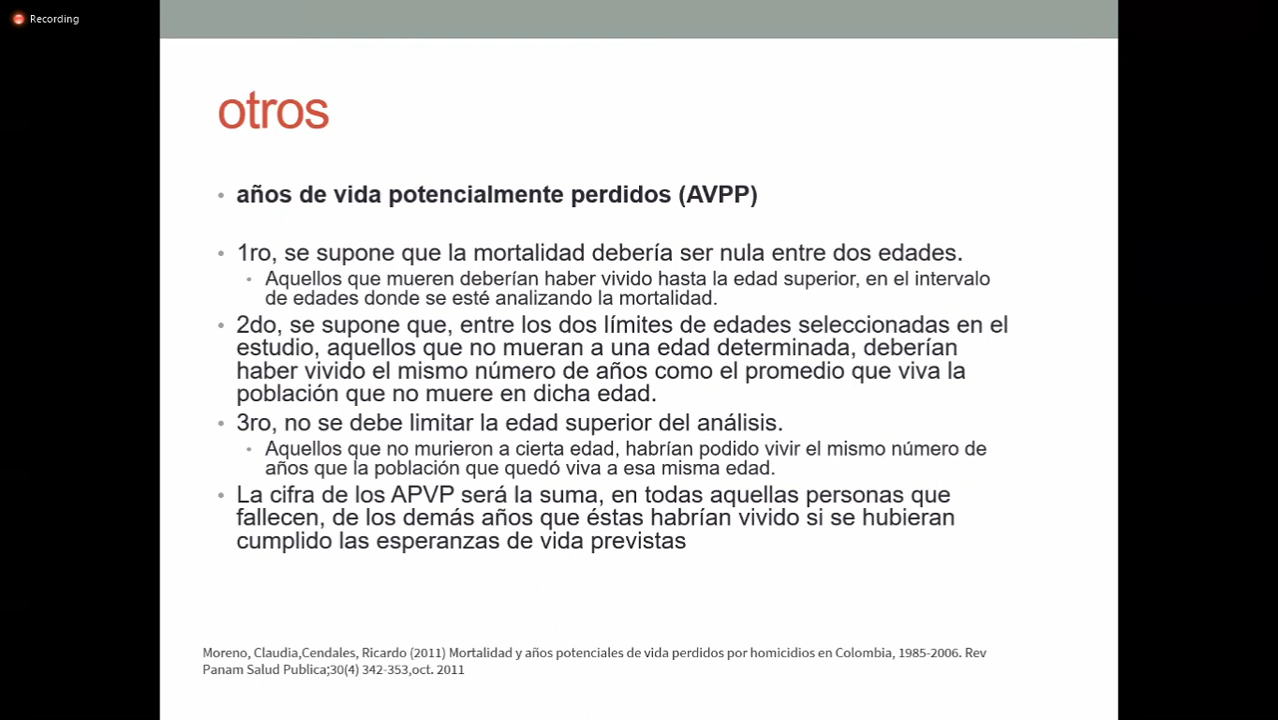 Recording
otros
• años de vida potencialmente perdidos (AVPP)
• 1ro, se supone que la mortalidad debería ser nula entre dos edades.
• Aquellos que mueren deberían haber vivido hasta la edad superior, en el intervalo
de edades donde se esté analizando la mortalidad.
• 2do, se supone que, entre los dos límites de edades seleccionadas en el
estudio, aquellos que no mueran a una edad determinada, deberían
haber vivido el mismo número de años como el promedio que viva la
población que no muere en dicha edad.
• 3ro, no se debe limitar la edad superior del análisis.
• Aquellos que no murieron a cierta edad, habrían podido vivir el mismo número de
años que la población que quedó viva a esa misma edad.
• La cifra de los APVP será la suma, en todas aquellas personas que
fallecen, de los demás años que éstas habrían vivido si se hubieran
cumplido las esperanzas de vida previstas
Moreno, Claudia,Cendales, Ricardo (2011) Mortalidad y años potenciales de vida perdidos por homicidios en Colombia, 1985-2006. Rev
Panam Salud Publica;30(4) 342-353,oct. 2011